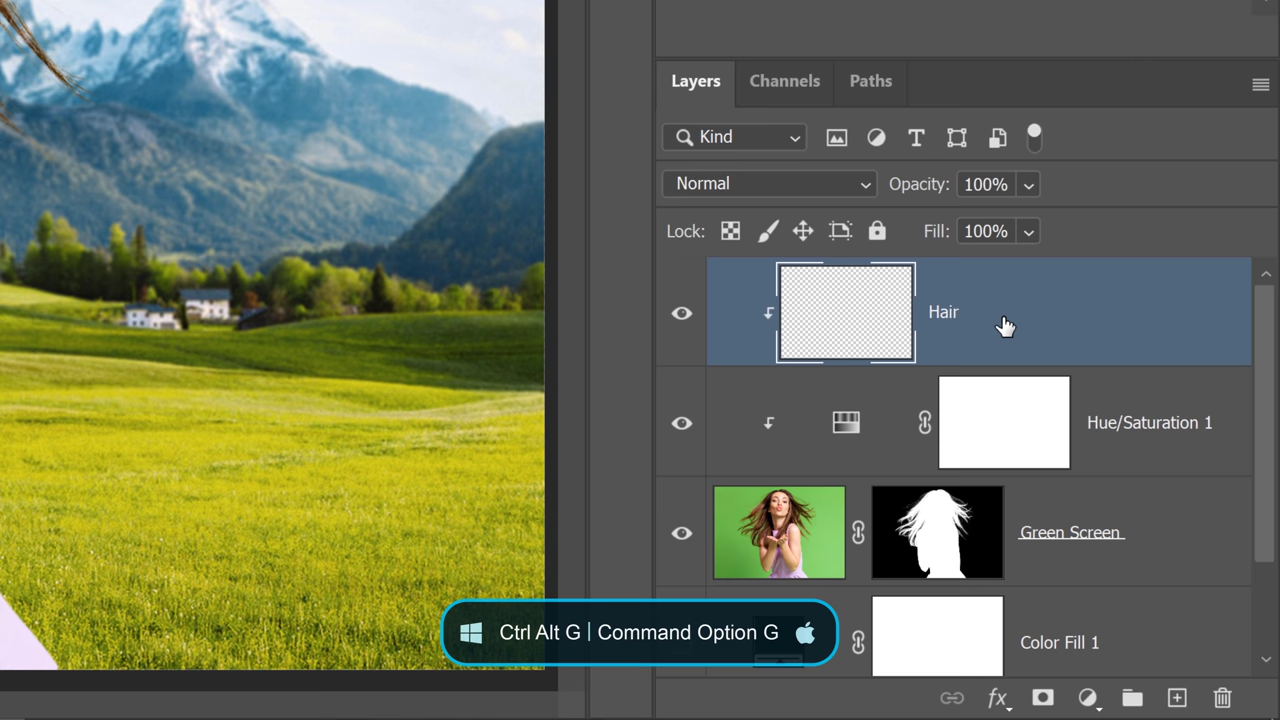 Layers Channels Paths
Kind
Normal Opacity: 100%
Lock: Fill: 100%
Hair
Hue/Saturation 1
Green Screen
Color Fill 1
Ctrl Alt G | Command Option G
fx